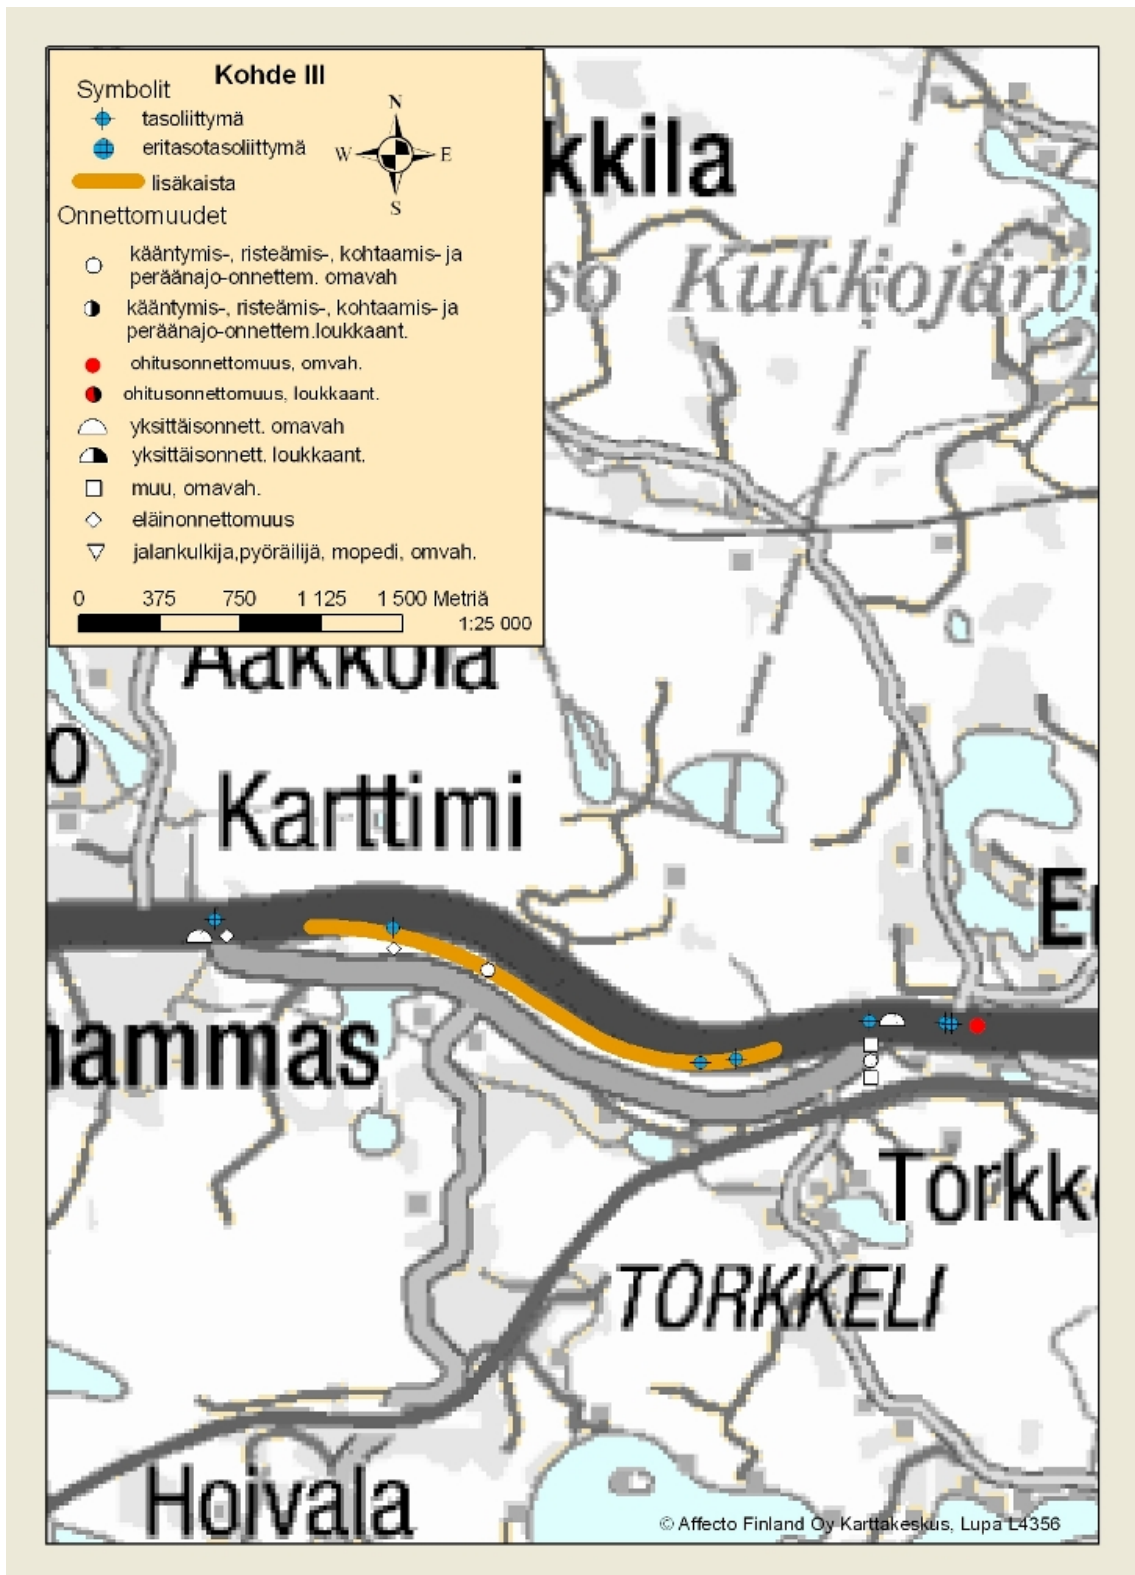 Kohde III
Symbolit
tasoliittymä
eritasotasoliittymä
lisäkaista
N
W
E
S
Onnettomuudet
kääntymis-, risteämis-, kohtaamis- ja
peräänajo-onnettem. omavah
kääntymis-, risteämis-, kohtaamis- ja
peräänajo-onnettem.loukkaant.
ohitusonnettomuus, omvah.
ohitusonnettomuus, loukkaant.
yksittäisonnett. omavah
yksittäisonnett. loukkaant.
muu, omavah.
eläinonnettomuus
jalankulkija,pyöräilijä, mopedi, omvah.
0 375 750 1 125 1 500 Metriä
1:25 000
kkila
so Kukkojärv
Aakkola
o
Karttimi
hammas
Torkk
TORKKELI
Hoivala
© Affecto Finland Oy Karttakeskus, Lupa L4356